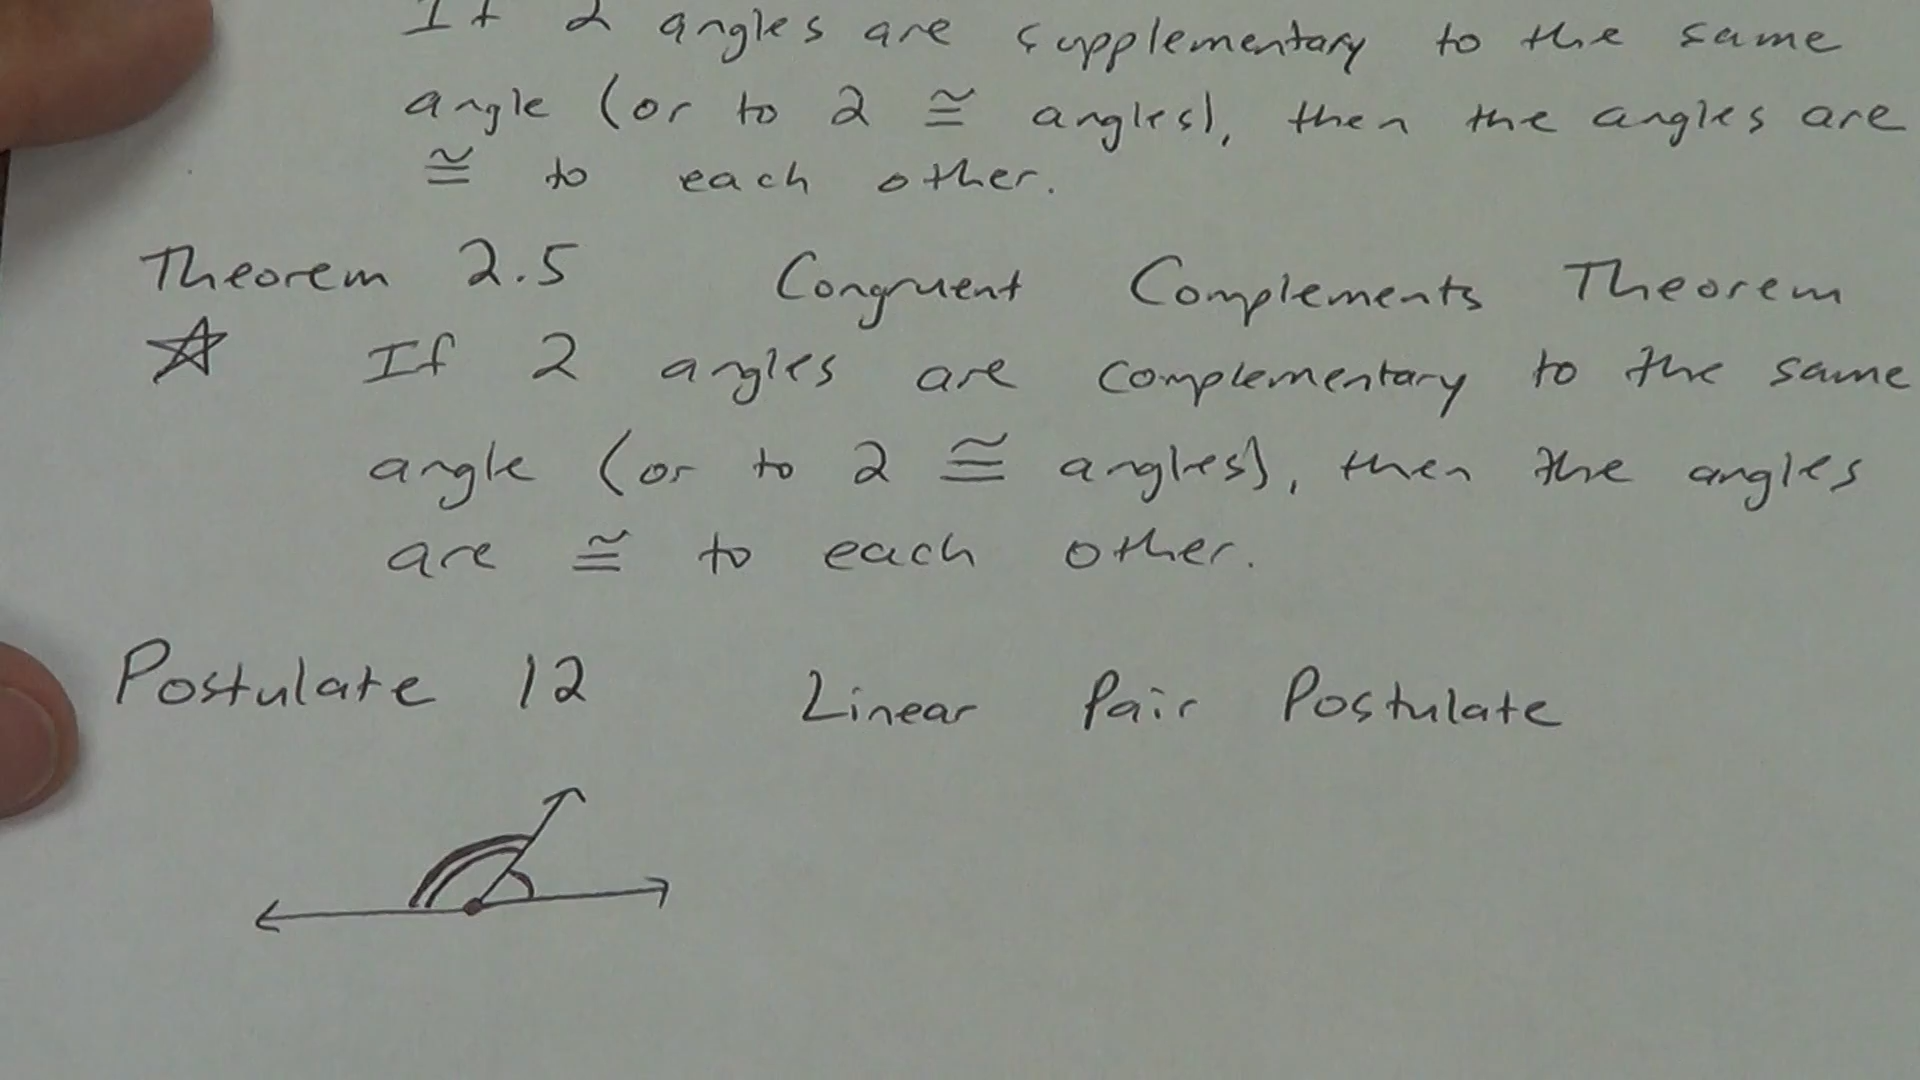 If 2 angles are supplementary to the same
angle (or to 2 ≅ angles), then the angles are
≅ to each other.
Theorem 2.5 Congruent Complements Theorem
☆ If 2 angles are complementary to the same
angle (or to 2 ≅ angles), then the angles
are ≅ to each other.
Postulate 12 Linear Pair Postulate